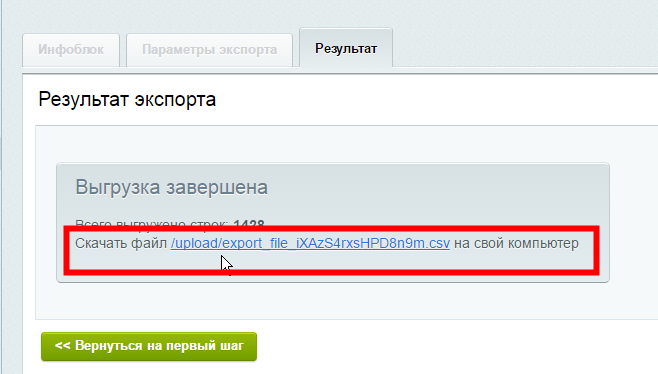 Инфоблок Параметры экспорта Результат
Результат экспорта
Выгрузка завершена
Всего выгружено строк: 1428
Скачать файл /upload/export_file_iXAzS4rxsHPD8n9m.csv на свой компьютер
<< Вернуться на первый шаг